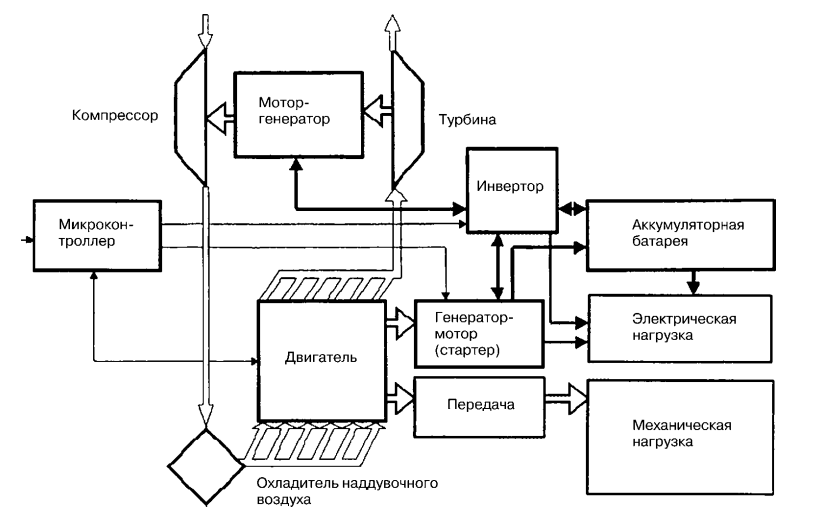 Компрессор
Мотор-
генератор
Турбина
Инвертор
Микрокон-
троллер
Аккумуляторная
батарея
Генератор-
мотор
(стартер)
Электрическая
нагрузка
Двигатель
Передача
Механическая
нагрузка
Охладитель наддувочного
воздуха